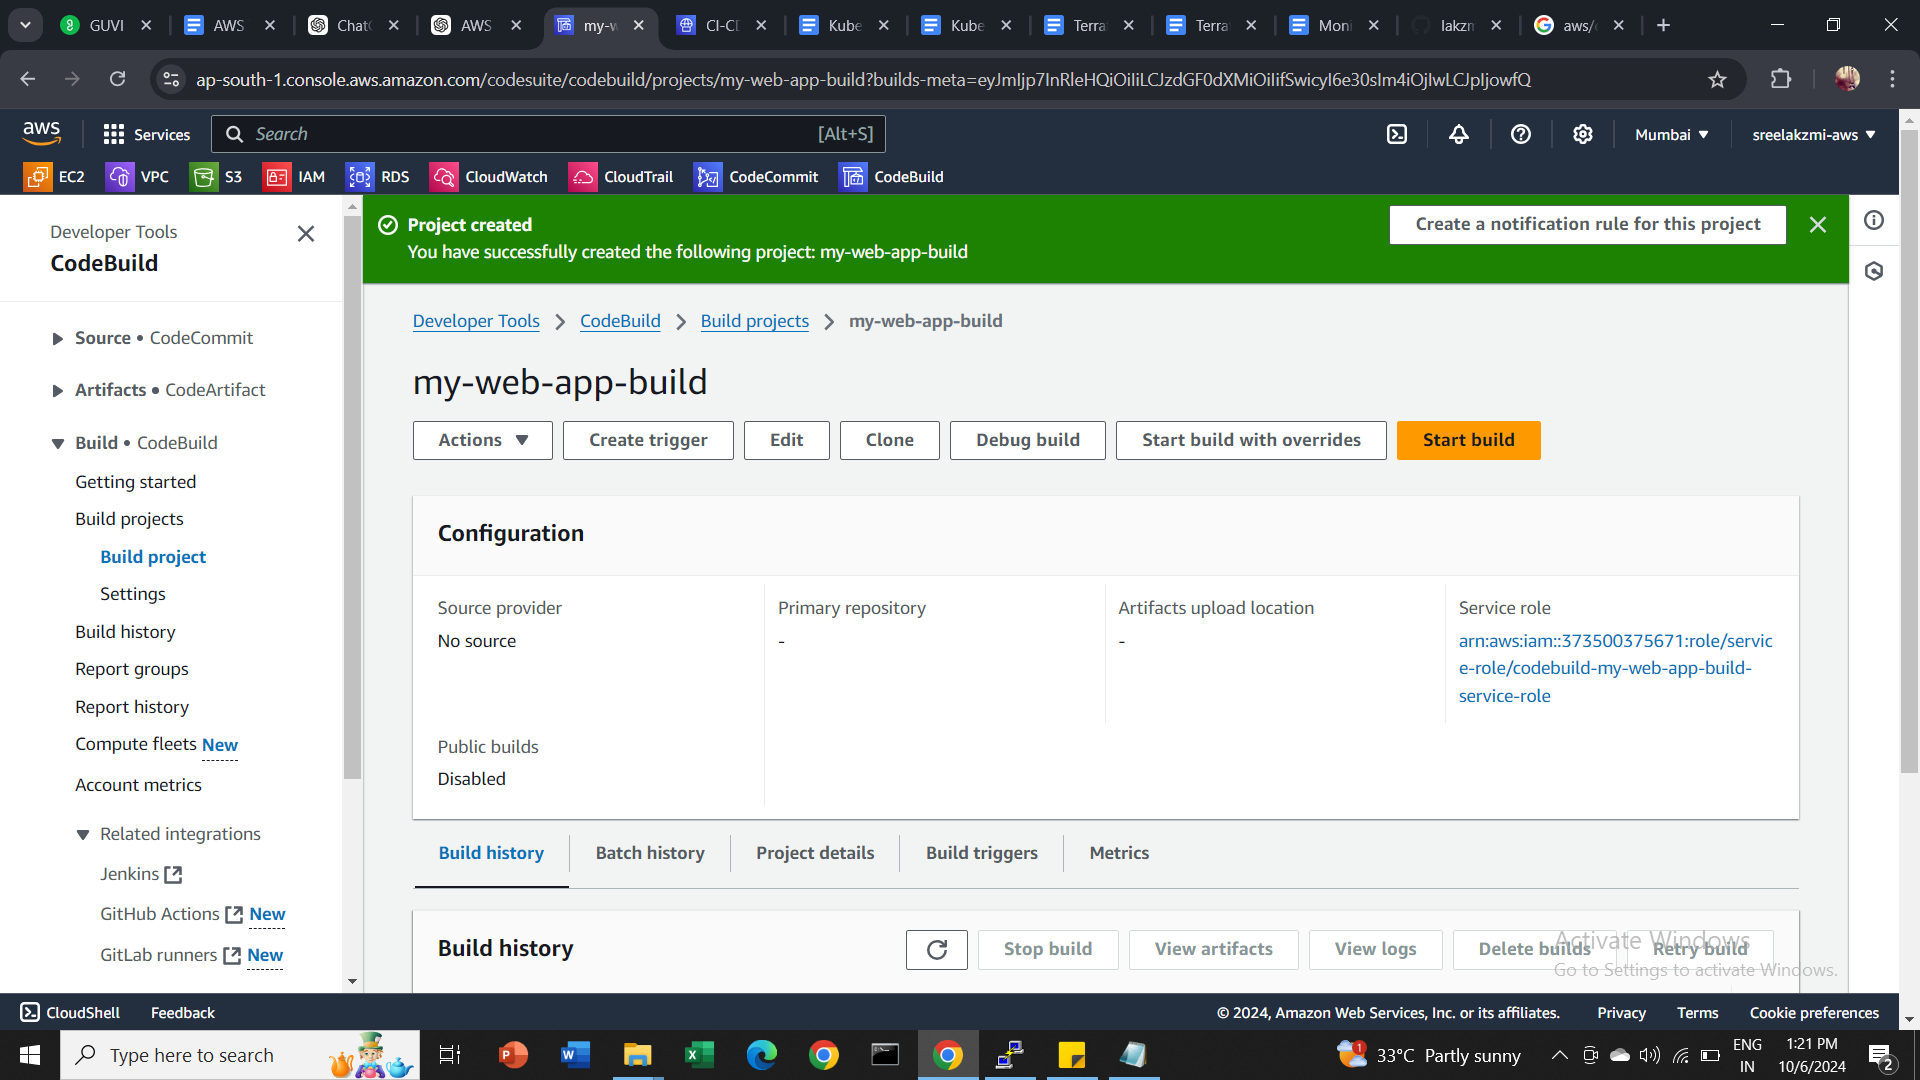 GUVI
AWS
Chat
AWS
my-w
CI-CI
Kube
Kube
Terra
Terra
Moni
lakzn
aws/
ap-south-1.console.aws.amazon.com/codesuite/codebuild/projects/my-web-app-build?builds-meta=
aws
Services
Search
[Alt+S]
Mumbai
sreelakzmi-aws
EC2
VPC
S3
IAM
RDS
CloudWatch
CloudTrail
CodeCommit
CodeBuild
Developer Tools
CodeBuild
Source • CodeCommit
Artifacts • CodeArtifact
Build • CodeBuild
Getting started
Build projects
Build project
Settings
Build history
Report groups
Report history
Compute fleets New
Account metrics
Related integrations
Jenkins
GitHub Actions New
GitLab runners New
Project created
You have successfully created the following project: my-web-app-build
Create a notification rule for this project
Developer Tools
CodeBuild
Build projects
my-web-app-build
my-web-app-build
Actions
Create trigger
Edit
Clone
Debug build
Start build with overrides
Start build
Configuration
Source provider
No source
Primary repository
-
Artifacts upload location
-
Service role
arn:aws:iam::373500375671:role/servic
e-role/codebuild-my-web-app-build-
service-role
Public builds
Disabled
Build history
Batch history
Project details
Build triggers
Metrics
Build history
Stop build
View artifacts
View logs
Delete builds
Retry build
Activate Windows
Go to Settings to activate Windows.
CloudShell
Feedback
© 2024, Amazon Web Services, Inc. or its affiliates.
Privacy
Terms
Cookie preferences
Type here to search
33°C Partly sunny
ENG
IN
1:21 PM
10/6/2024
2